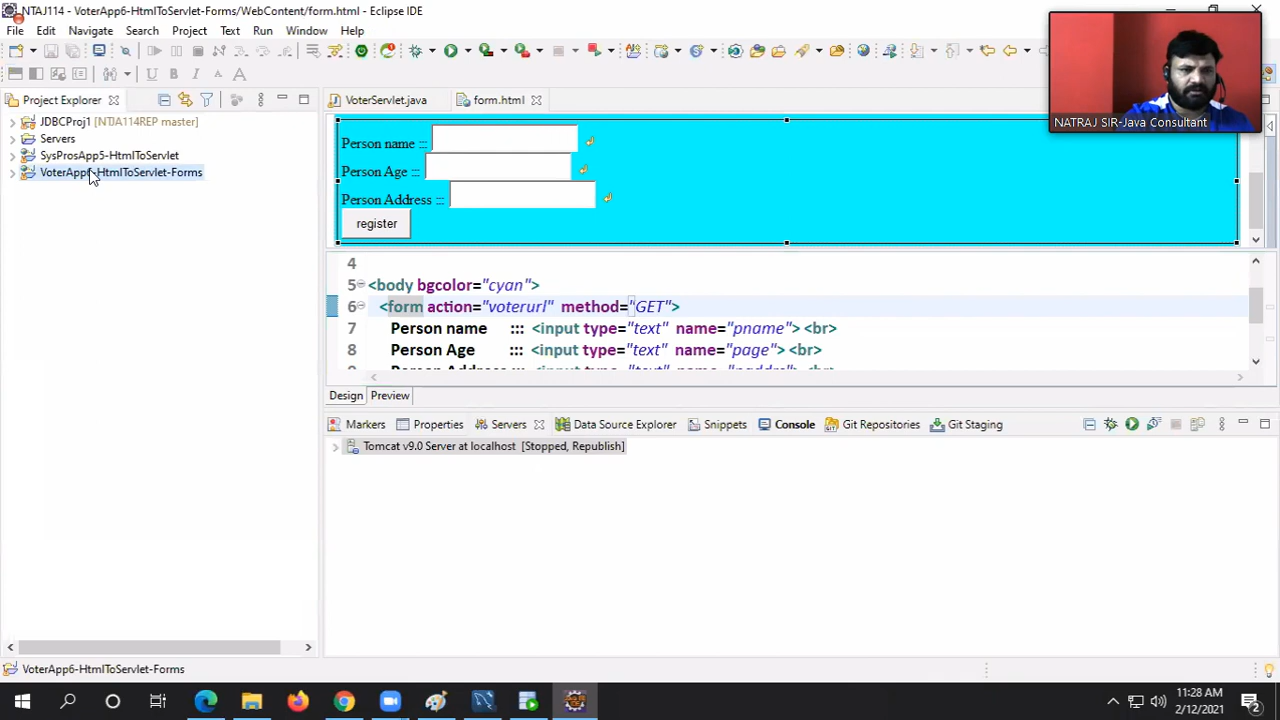 NTAJ114 - VoterApp6-HtmlToServlet-Forms/WebContent/form.html - Eclipse IDE
File Edit Navigate Search Project Text Run Window Help
Project Explorer
VoterServlet.java form.html
JDBCProj1 [NTJA114REP master]
Servers
SysProsApp5-HtmlToServlet
VoterApp6-HtmlToServlet-Forms
NATRAJ SIR-Java Consultant
Person name :::
Person Age :::
Person Address :::
register
4
5 <body bgcolor="cyan">
6 <form action="voterurl" method="GET">
7 Person name ::: <input type="text" name="pname"> <br>
8 Person Age ::: <input type="text" name="page"> <br>
Design Preview
Markers Properties Servers Data Source Explorer Snippets Console Git Repositories Git Staging
Tomcat v9.0 Server at localhost [Stopped, Republish]
VoterApp6-HtmlToServlet-Forms
11:28 AM
2/12/2021
2